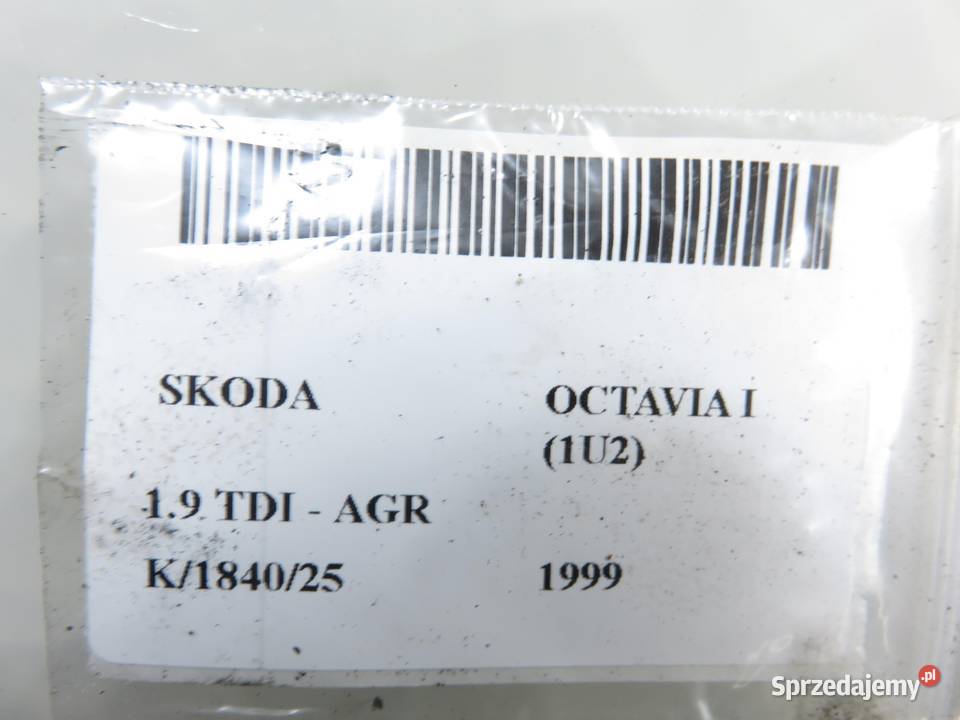 SKODA OCTAVIA I
(1U2)
1.9 TDI - AGR
K/1840/25 1999
Sprzedajemy.pl